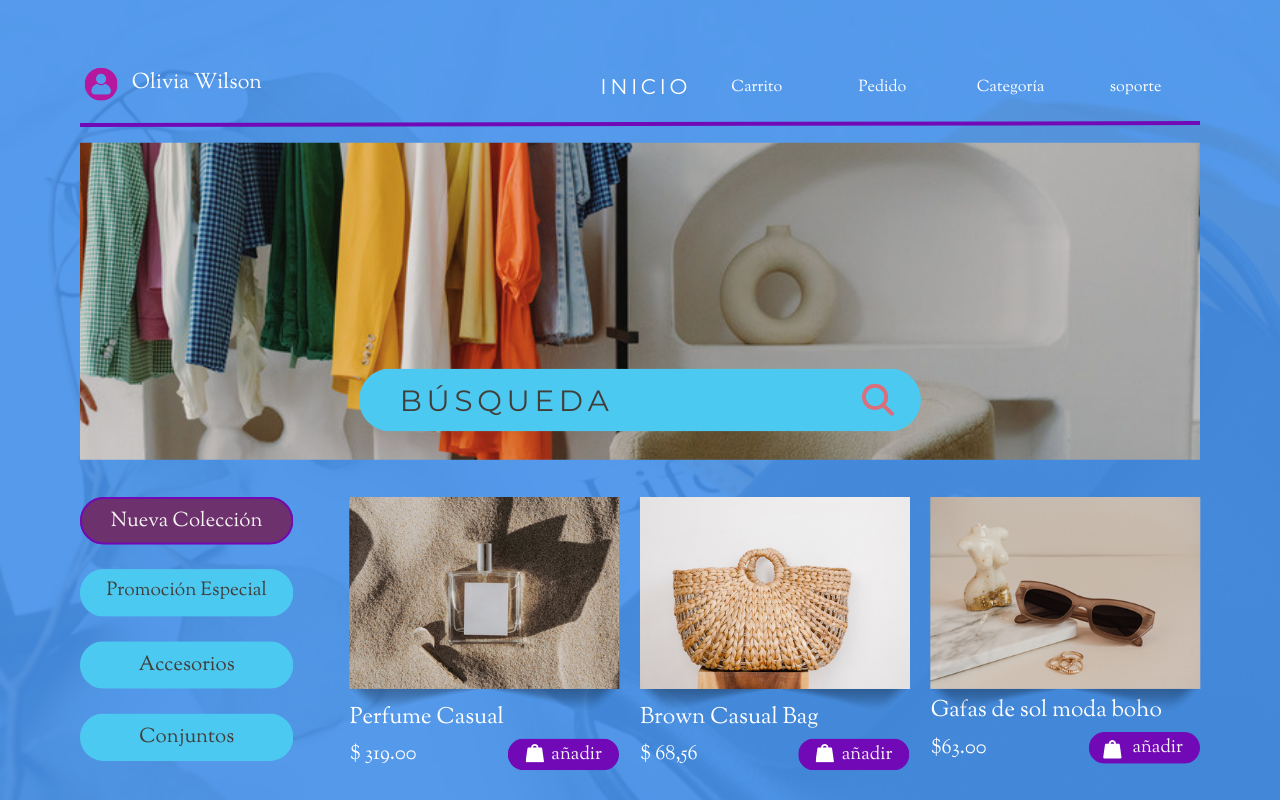 Olivia Wilson
INICIO
Carrito
Pedido
Categoría
soporte
BÚSQUEDA
Nueva Colección
Promoción Especial
Accesorios
Conjuntos
Perfume Casual
$ 319.00
añadir
Brown Casual Bag
$ 68,56
añadir
Gafas de sol moda boho
$63.00
añadir